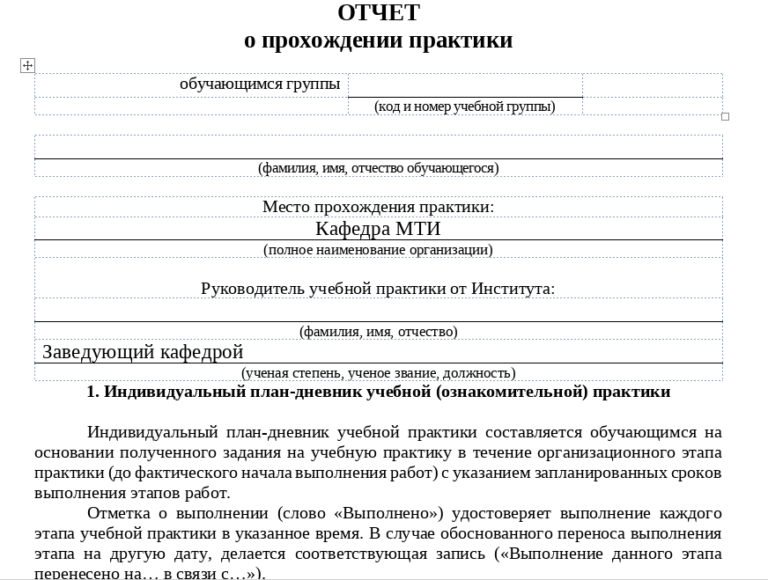 ОТЧЕТ
о прохождении практики
обучающимся группы
(код и номер учебной группы)
(фамилия, имя, отчество обучающегося)
Место прохождения практики:
Кафедра МТИ
(полное наименование организации)
Руководитель учебной практики от Института:
(фамилия, имя, отчество)
Заведующий кафедрой
(ученая степень, ученое звание, должность)
1. Индивидуальный план-дневник учебной (ознакомительной) практики
Индивидуальный план-дневник учебной практики составляется обучающимся на
основании полученного задания на учебную практику в течение организационного этапа
практики (до фактического начала выполнения работ) с указанием запланированных сроков
выполнения этапов работ.
Отметка о выполнении (слово «Выполнено») удостоверяет выполнение каждого
этапа учебной практики в указанное время. В случае обоснованного переноса выполнения
этапа на другую дату, делается соответствующая запись («Выполнение данного этапа
перенесено на… в связи с…»).